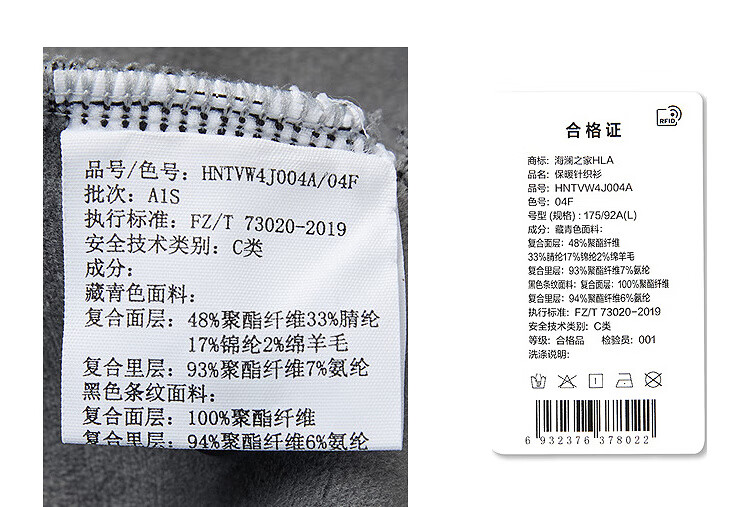 品号/色号: HNTVW4J004A/04F
批次: A1S
执行标准: FZ/T 73020-2019
安全技术类别: C类
成分:
藏青色面料:
复合面层: 48%聚酯纤维33%腈纶
17%锦纶2%绵羊毛
复合里层: 93%聚酯纤维7%氨纶
黑色条纹面料:
复合面层: 100%聚酯纤维
复合里层: 94%聚酯纤维6%氨纶
RFID
合格证
商标: 海澜之家HLA
品名: 保暖针织衫
品号: HNTVW4J004A
色号: 04F
号型 (规格) : 175/92A(L)
成分: 藏青色面料:
复合面层: 48%聚酯纤维
33%腈纶17%锦纶2%绵羊毛
复合里层: 93%聚酯纤维7%氨纶
黑色条纹面料: 复合面层: 100%聚酯纤维
复合里层: 94%聚酯纤维6%氨纶
执行标准: FZ/T 73020-2019
安全技术类别: C类
等级: 合格品 检验员: 001
洗涤说明:
6 932376 378022